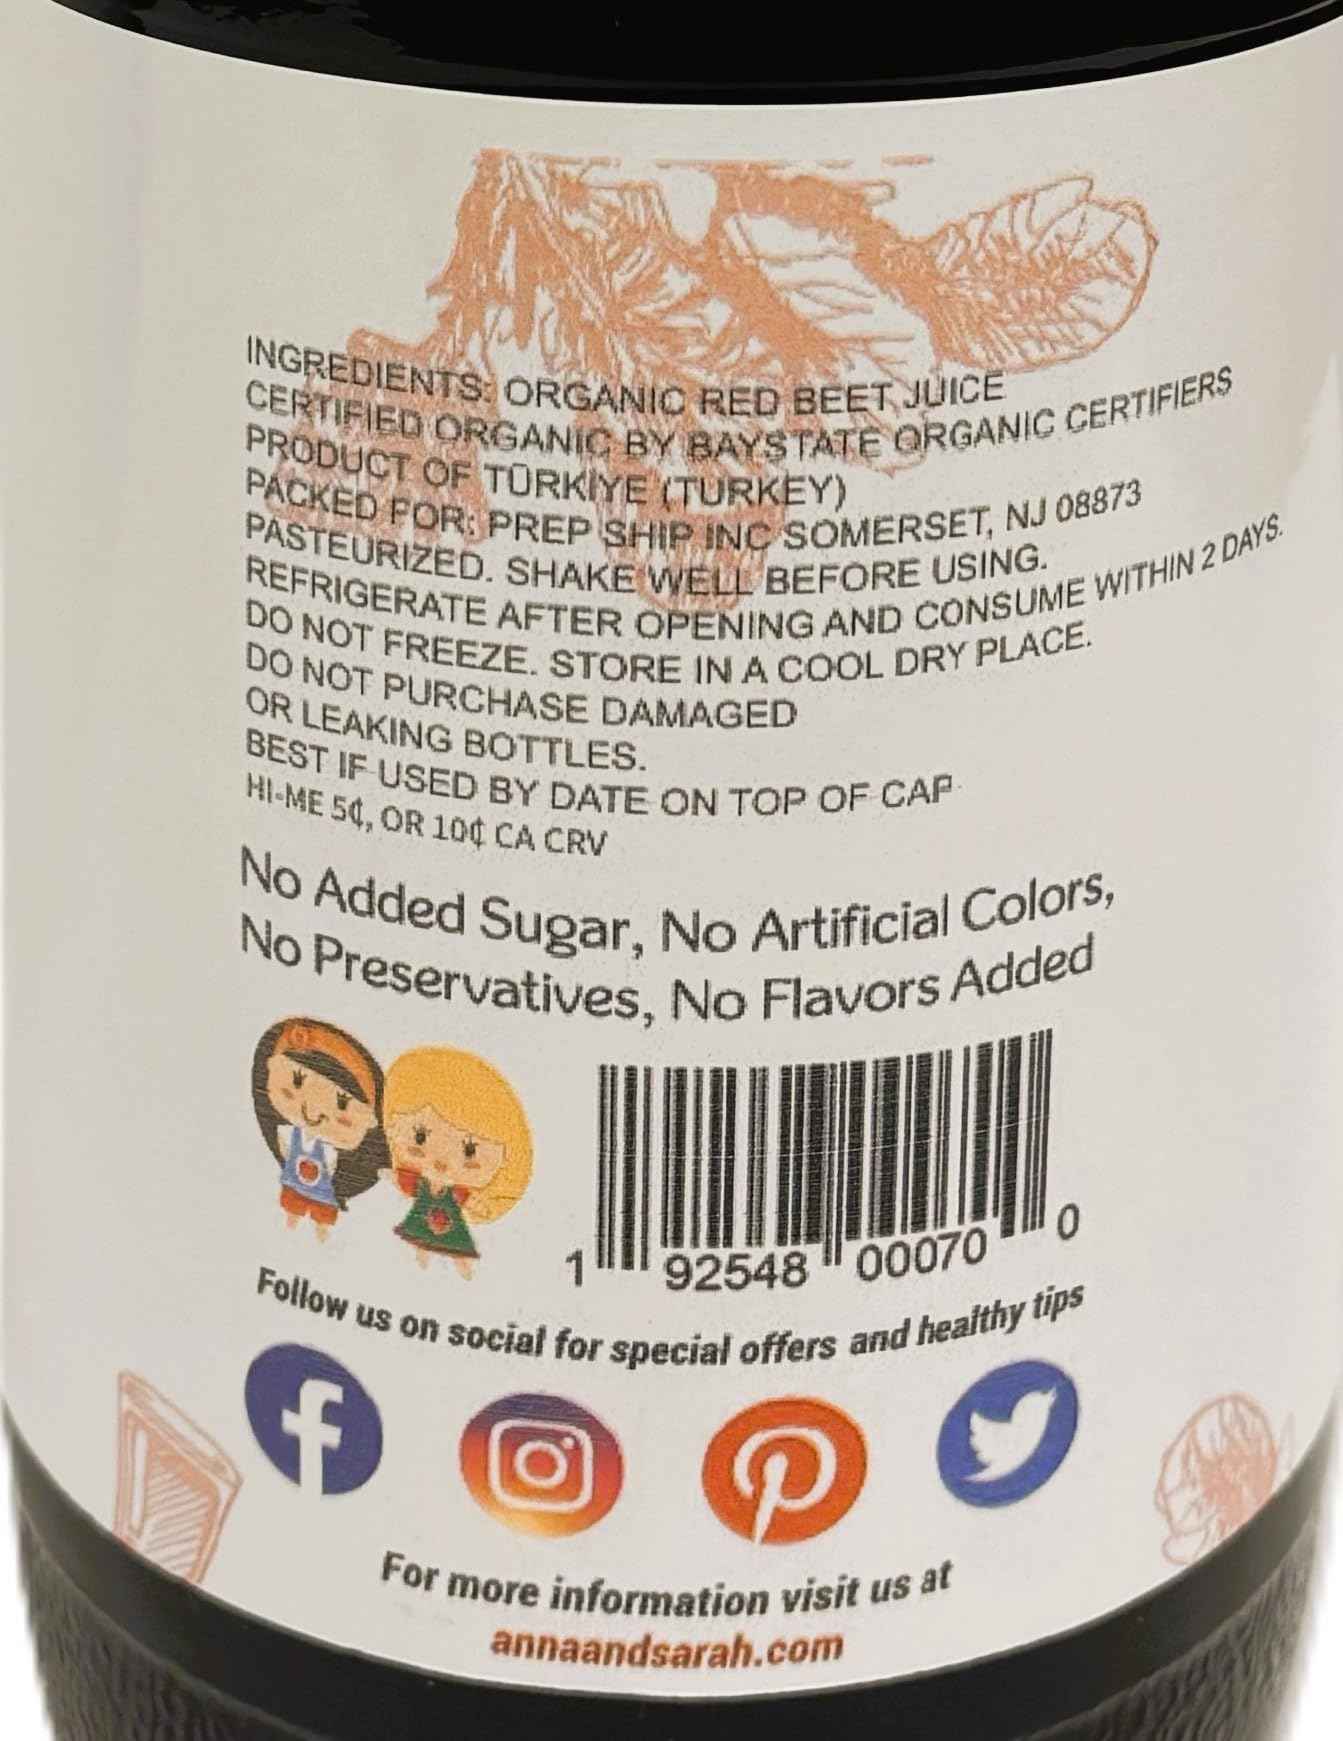 INGREDIENTS: ORGANIC RED BEET JUICE
CERTIFIED ORGANIC BY BAYSTATE ORGANIC CERTIFIERS
PRODUCT OF TÜRKİYE (TURKEY)
PACKED FOR: PREP SHIP INC SOMERSET, NJ 08873
PASTEURIZED. SHAKE WELL BEFORE USING.
REFRIGERATE AFTER OPENING AND CONSUME WITHIN 2 DAYS.
DO NOT FREEZE. STORE IN A COOL DRY PLACE.
DO NOT PURCHASE DAMAGED
OR LEAKING BOTTLES.
BEST IF USED BY DATE ON TOP OF CAP
HI-ME 5¢, OR 10¢ CA CRV
No Added Sugar, No Artificial Colors,
No Preservatives, No Flavors Added
1 92548 00070 0
Follow us on social for special offers and healthy tips
For more information visit us at
annaandsarah.com